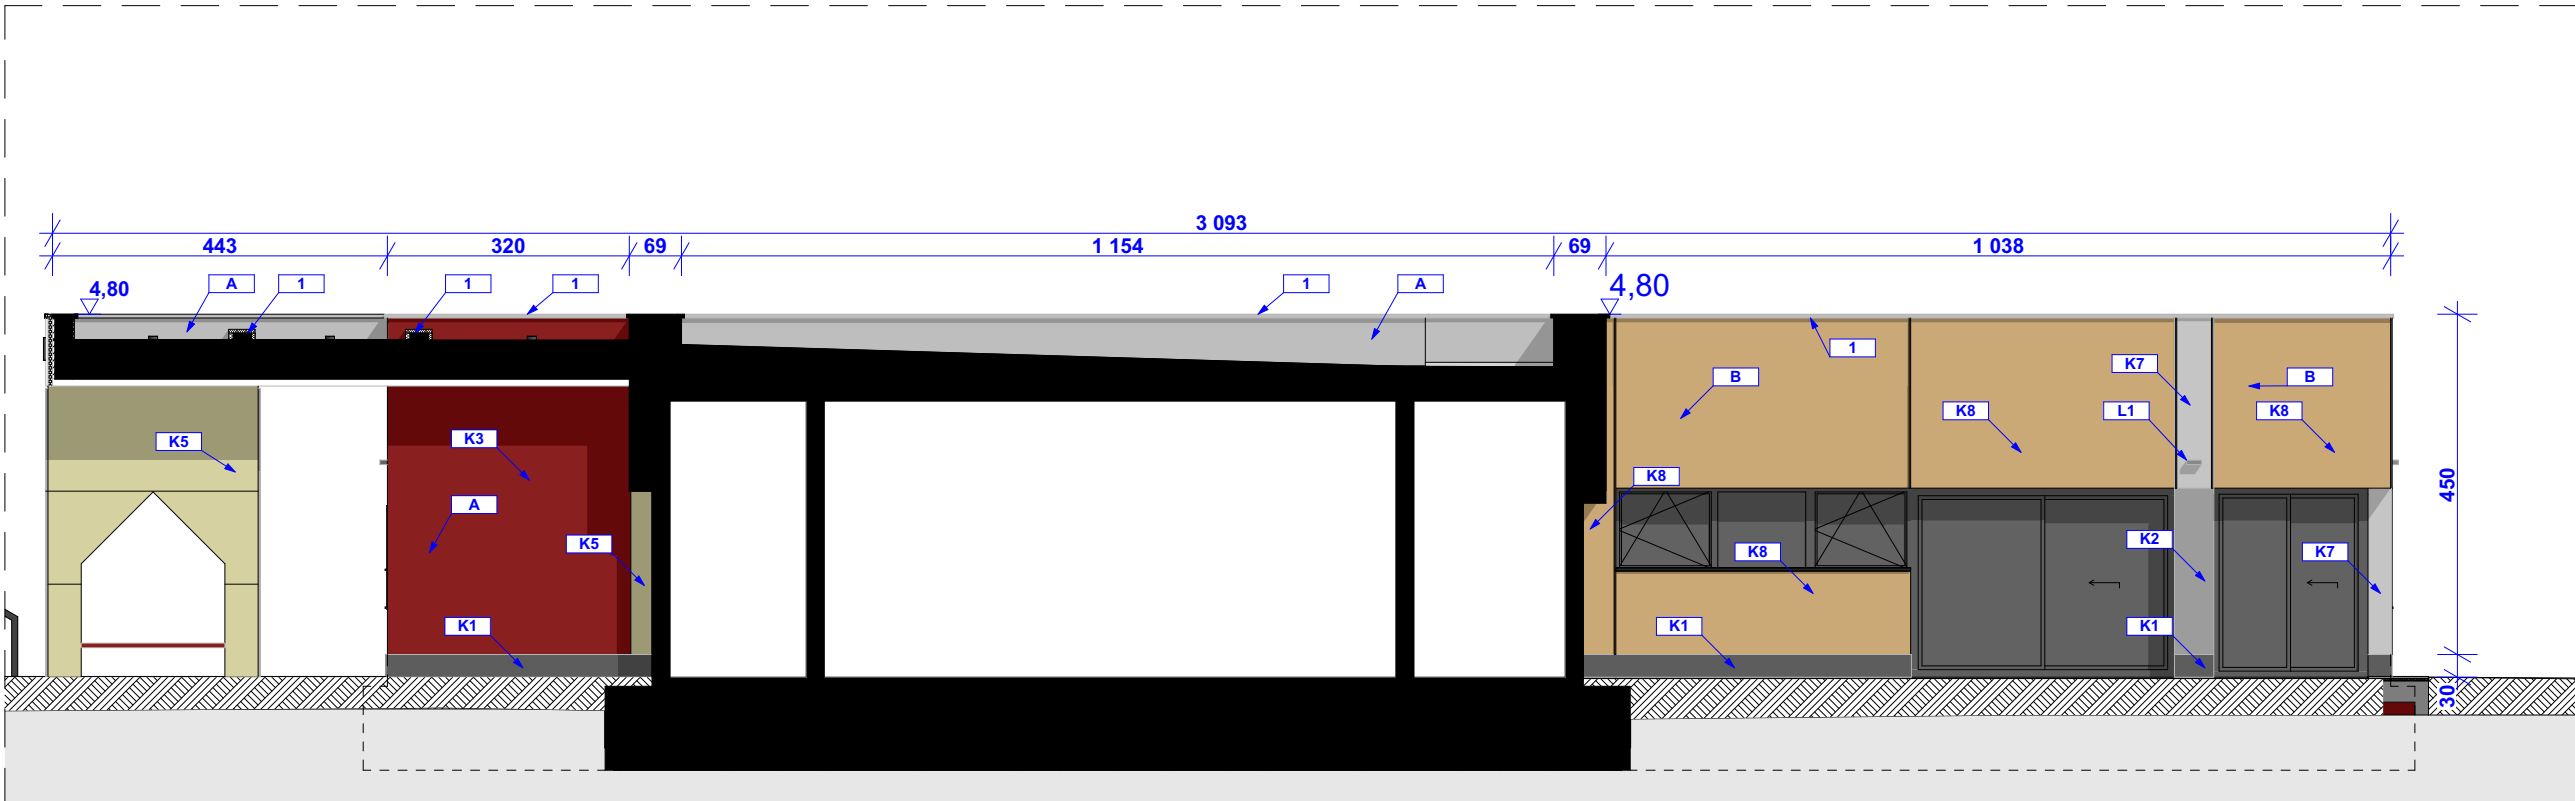 3 093
443 320 69 1 154 69 1 038
A 1 1 1 1 A
4,80 4,80
1
K7
B B
K5 K3 K8 L1 K8
K8
450
A
K5 K8 K2 K7
K1 K1 K1
30